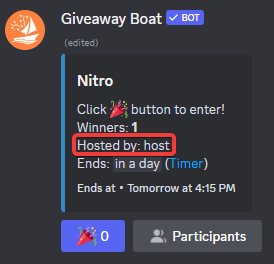 Giveaway Boat ✓ BOT
(edited)
Nitro
Click 🎉 button to enter!
Winners: 1
Hosted by: host
Ends: in a day (Timer)
Ends at • Tomorrow at 4:15 PM
🎉 0
Participants